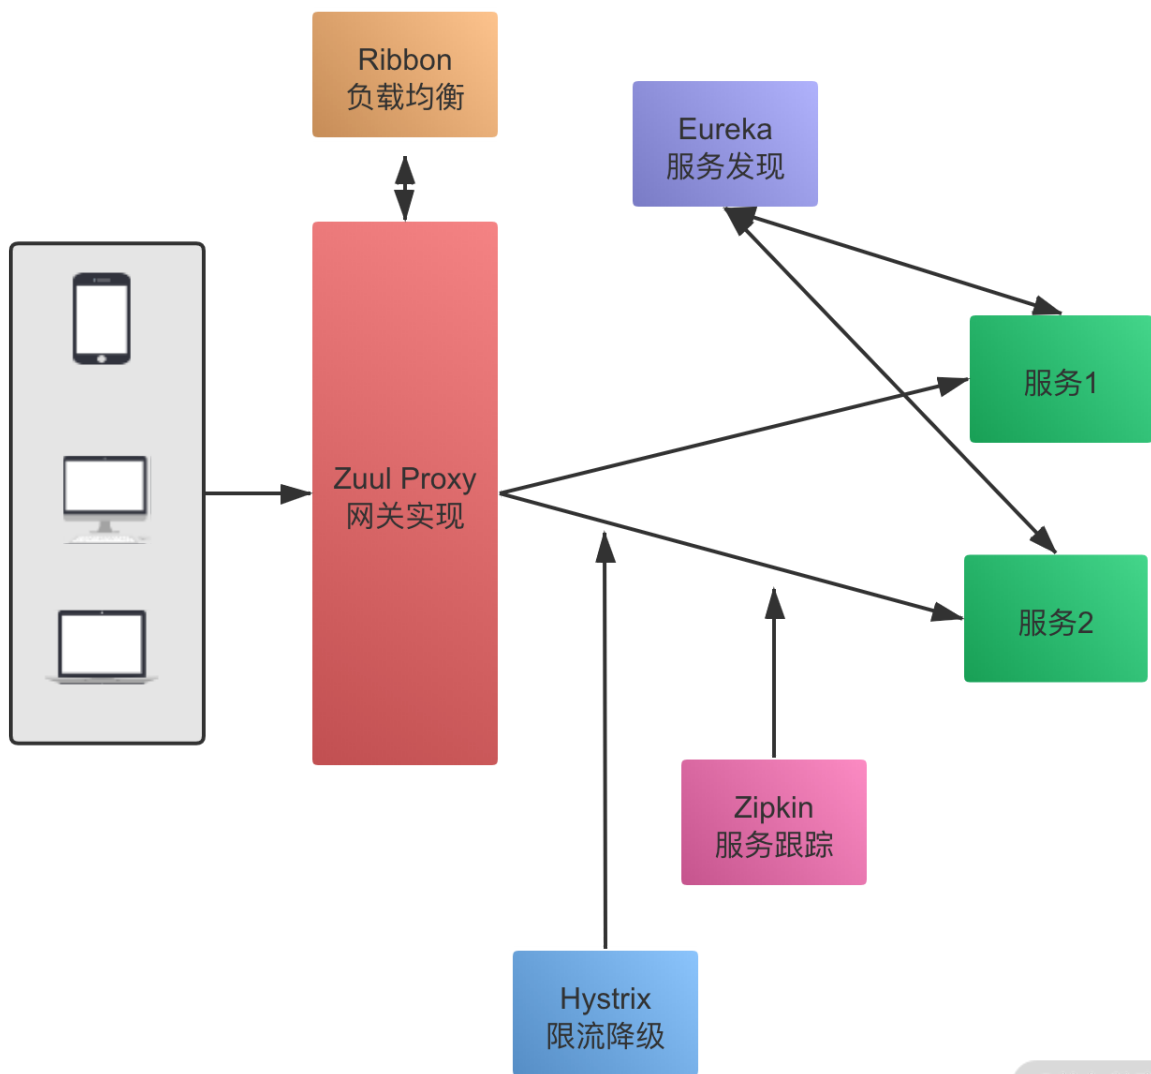 Ribbon
负载均衡
Eureka
服务发现
服务1
Zuul Proxy
网关实现
服务2
Zipkin
服务跟踪
Hystrix
限流降级